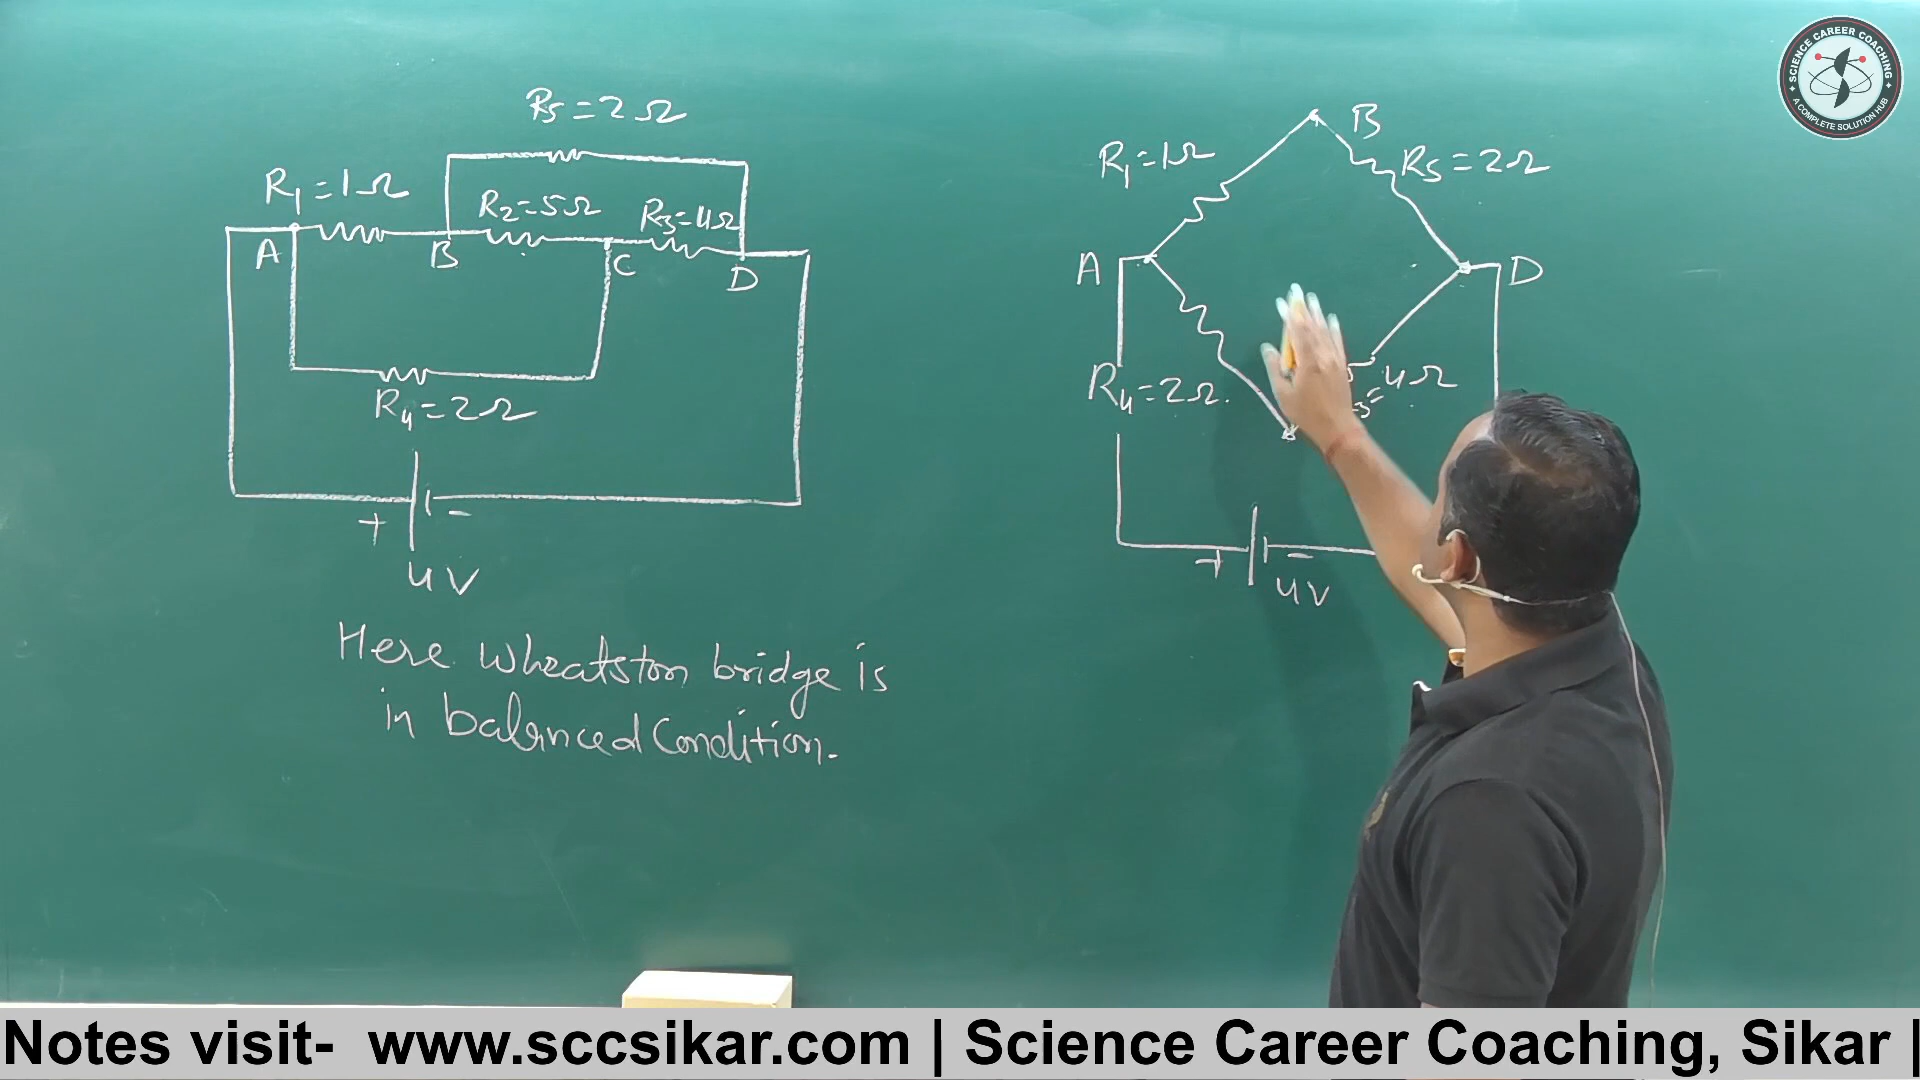 R5 = 2Ω
R1 = 1Ω
R2 = 5Ω
R3 = 4Ω
A
B
C
D
R4 = 2Ω
+
-
4V
Here wheatston bridge is
in balanced Condition.
B
R1 = 1Ω
R5 = 2Ω
A
D
R4 = 2Ω.
3 = 4Ω
+
-
4V
SCIENCE CAREER COACHING
A COMPLETE SOLUTION HUB
Notes visit- www.sccsikar.com | Science Career Coaching, Sikar |